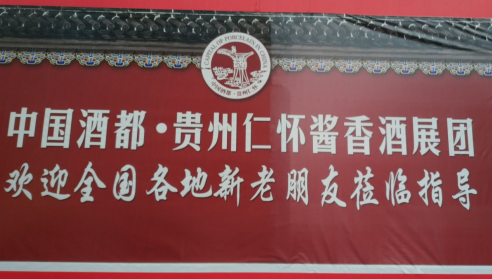 中国酒都·贵州仁怀酱香酒展团
欢迎全国各地新老朋友莅临指导